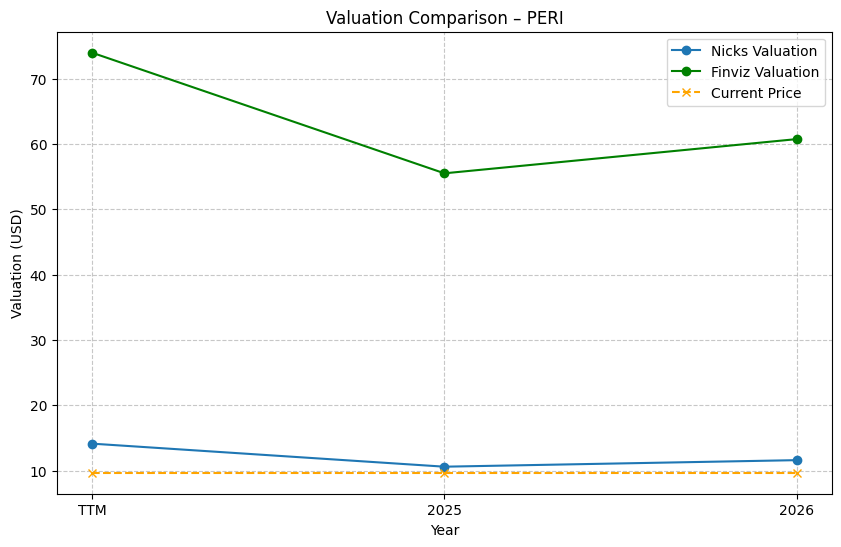 Valuation Comparison – PERI
Nicks Valuation
Finviz Valuation
Current Price
Valuation (USD)
70
60
50
40
30
20
10
TTM
2025
2026
Year